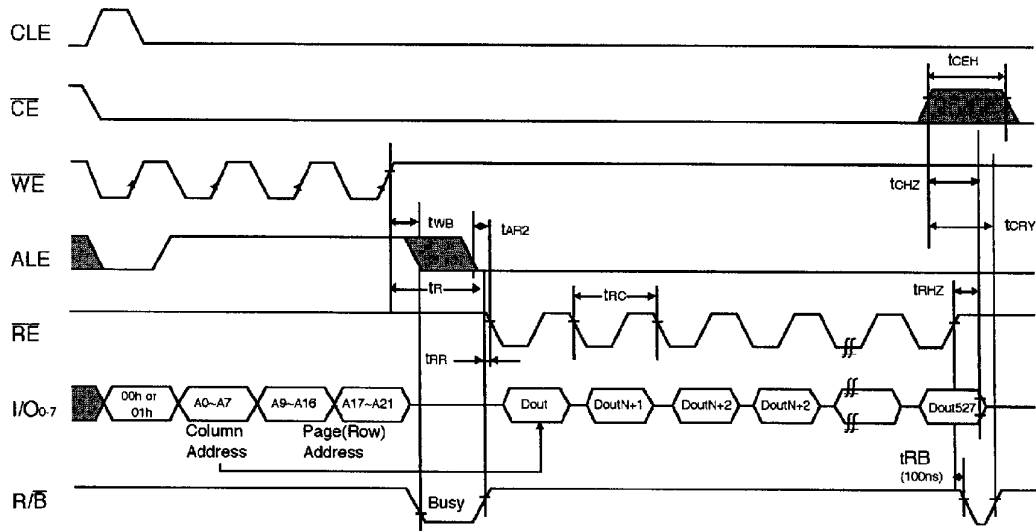 CLE
tCEH
CE
WE
tCHZ
tWB
tAR2
tCRY
ALE
tR
tRC
tRHZ
RE
tRR
I/O0-7
00h or
01h
A0~A7
A9~A16
A17~A21
Dout
DoutN+1
DoutN+2
DoutN+2
Dout527
Column
Address
Page(Row)
Address
tRB
(100ns)
R/B
Busy